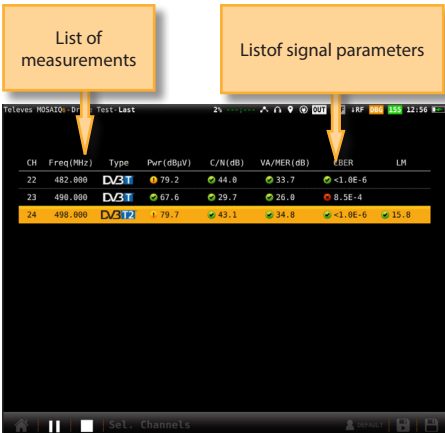 List of
measurements
Listof signal parameters
Televes MOSAIQ6-Drive Test-Last 2% OUT RF DBG 15S 12:56
CH Freq(MHz) Type Pwr(dBµV) C/N(dB) VA/MER(dB) CBER LM
22 482.000 DVB T 79.2 44.0 33.7 <1.0E-6
23 490.000 DVB T 67.6 29.7 26.0 8.5E-4
24 498.000 DVB T2 79.7 43.1 34.8 <1.0E-6 15.8
Sel. Channels DEFAULT